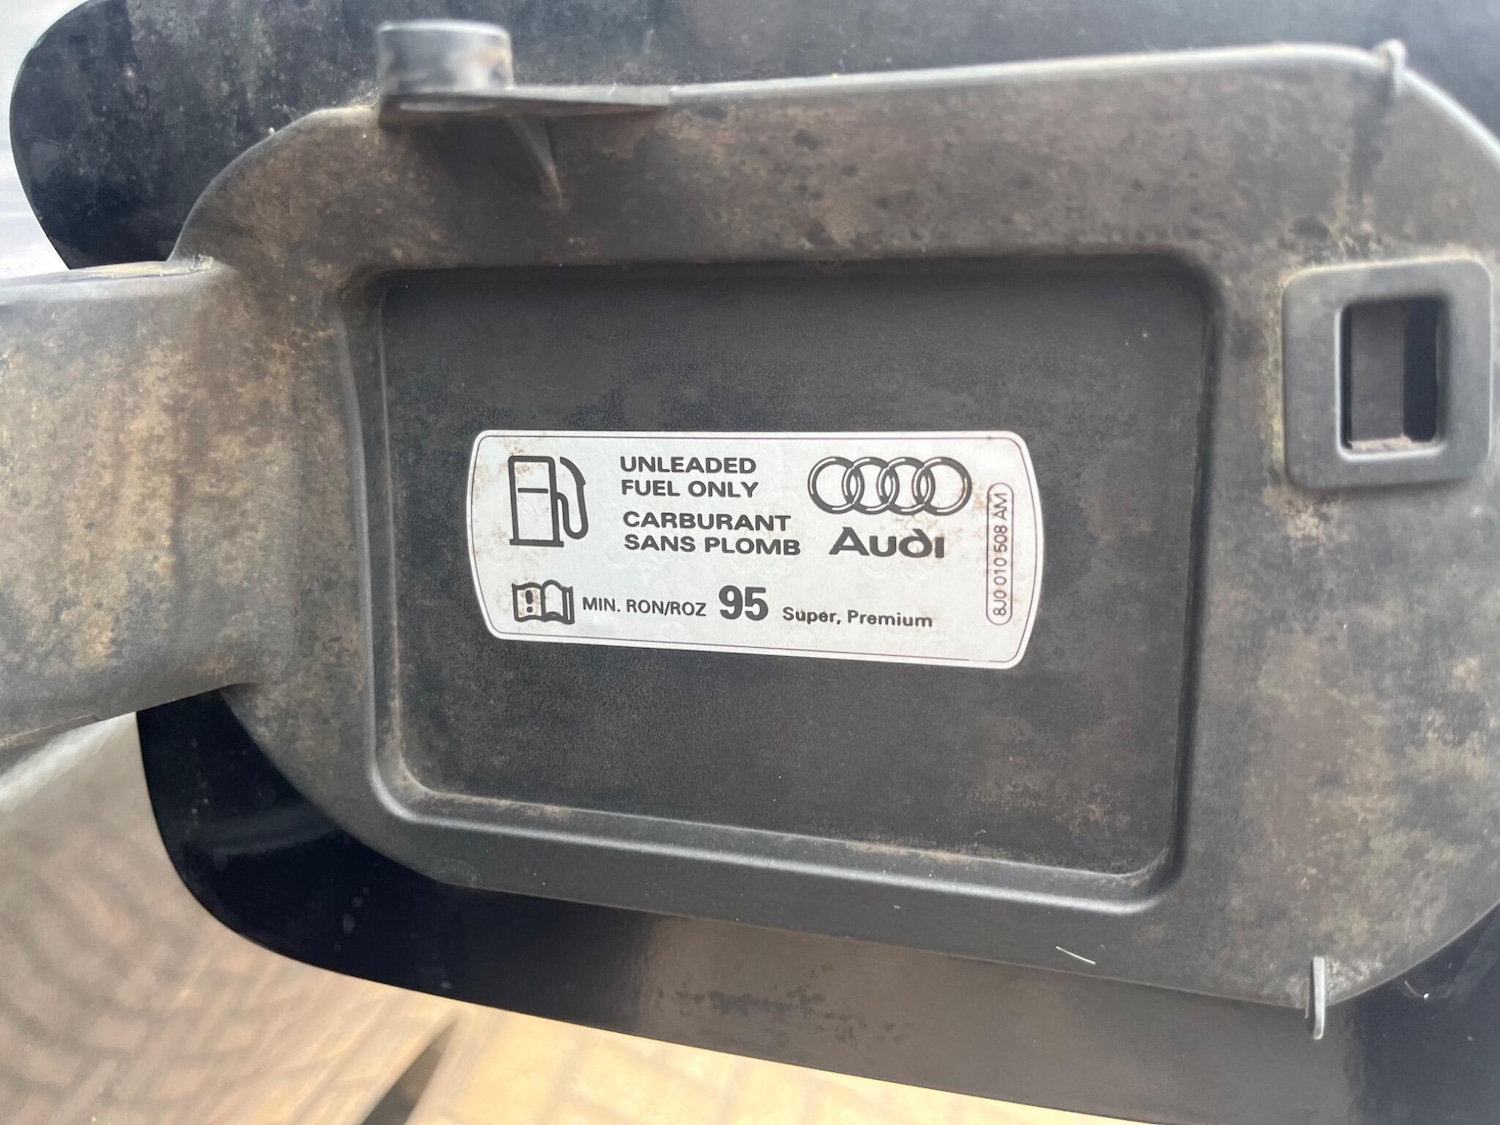 UNLEADED
FUEL ONLY
CARBURANT
SANS PLOMB
Audi
MIN. RON/ROZ 95 Super, Premium
8J0 010 508 AM